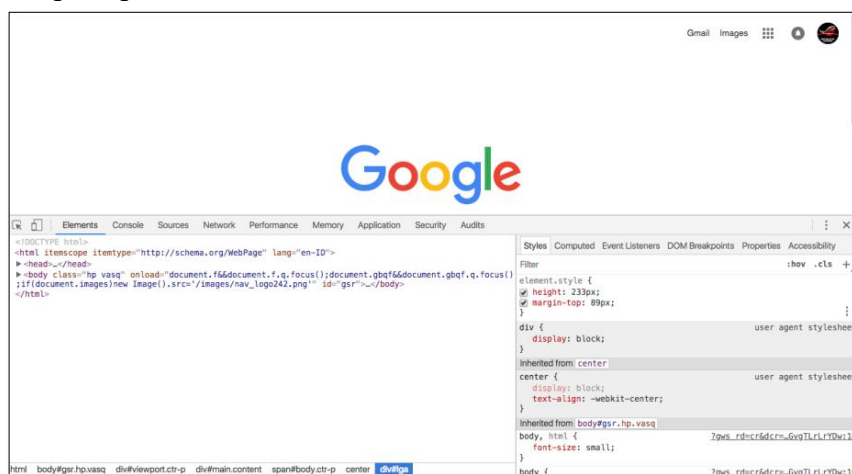 Gmail Images
Google
Elements Console Sources Network Performance Memory Application Security Audits
<!DOCTYPE html>
<html itemscope itemtype="http://schema.org/WebPage" lang="en-ID">
▶<head>…</head>
▶<body class="hp vasq" onload="document.f&&document.f.q.focus();document.gbqf&&document.gbqf.q.focus()
;if(document.images)new Image().src='/images/nav_logo242.png'" id="gsr">…</body>
</html>
html body#gsr.hp.vasq div#viewport.ctr-p div#main.content span#body.ctr-p center div#lga
Styles Computed Event Listeners DOM Breakpoints Properties Accessibility
Filter :hov .cls +
element.style {
height: 233px;
margin-top: 89px;
}
div { user agent styleshee
display: block;
}
Inherited from center
center { user agent styleshee
display: block;
text-align: -webkit-center;
}
Inherited from body#gsr.hp.vasq
body, html { ?gws_rd=cr&dcr=…GvgTLrLrYDw:1
font-size: small;
}